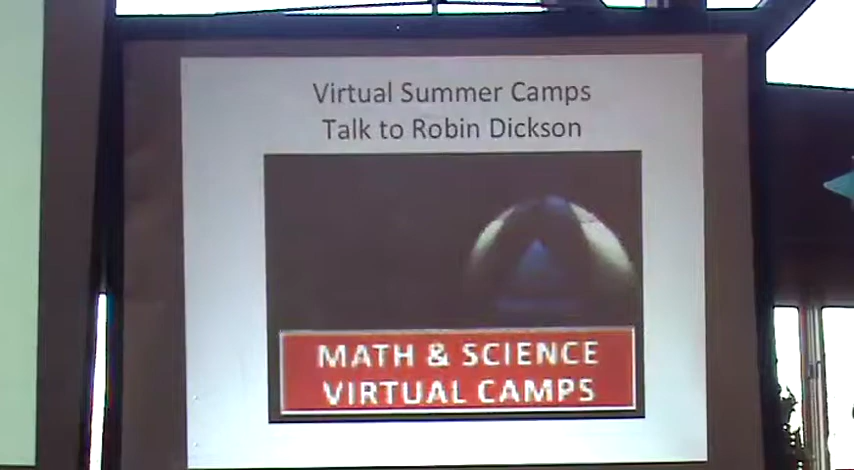 Virtual Summer Camps
Talk to Robin Dickson
MATH & SCIENCE
VIRTUAL CAMPS